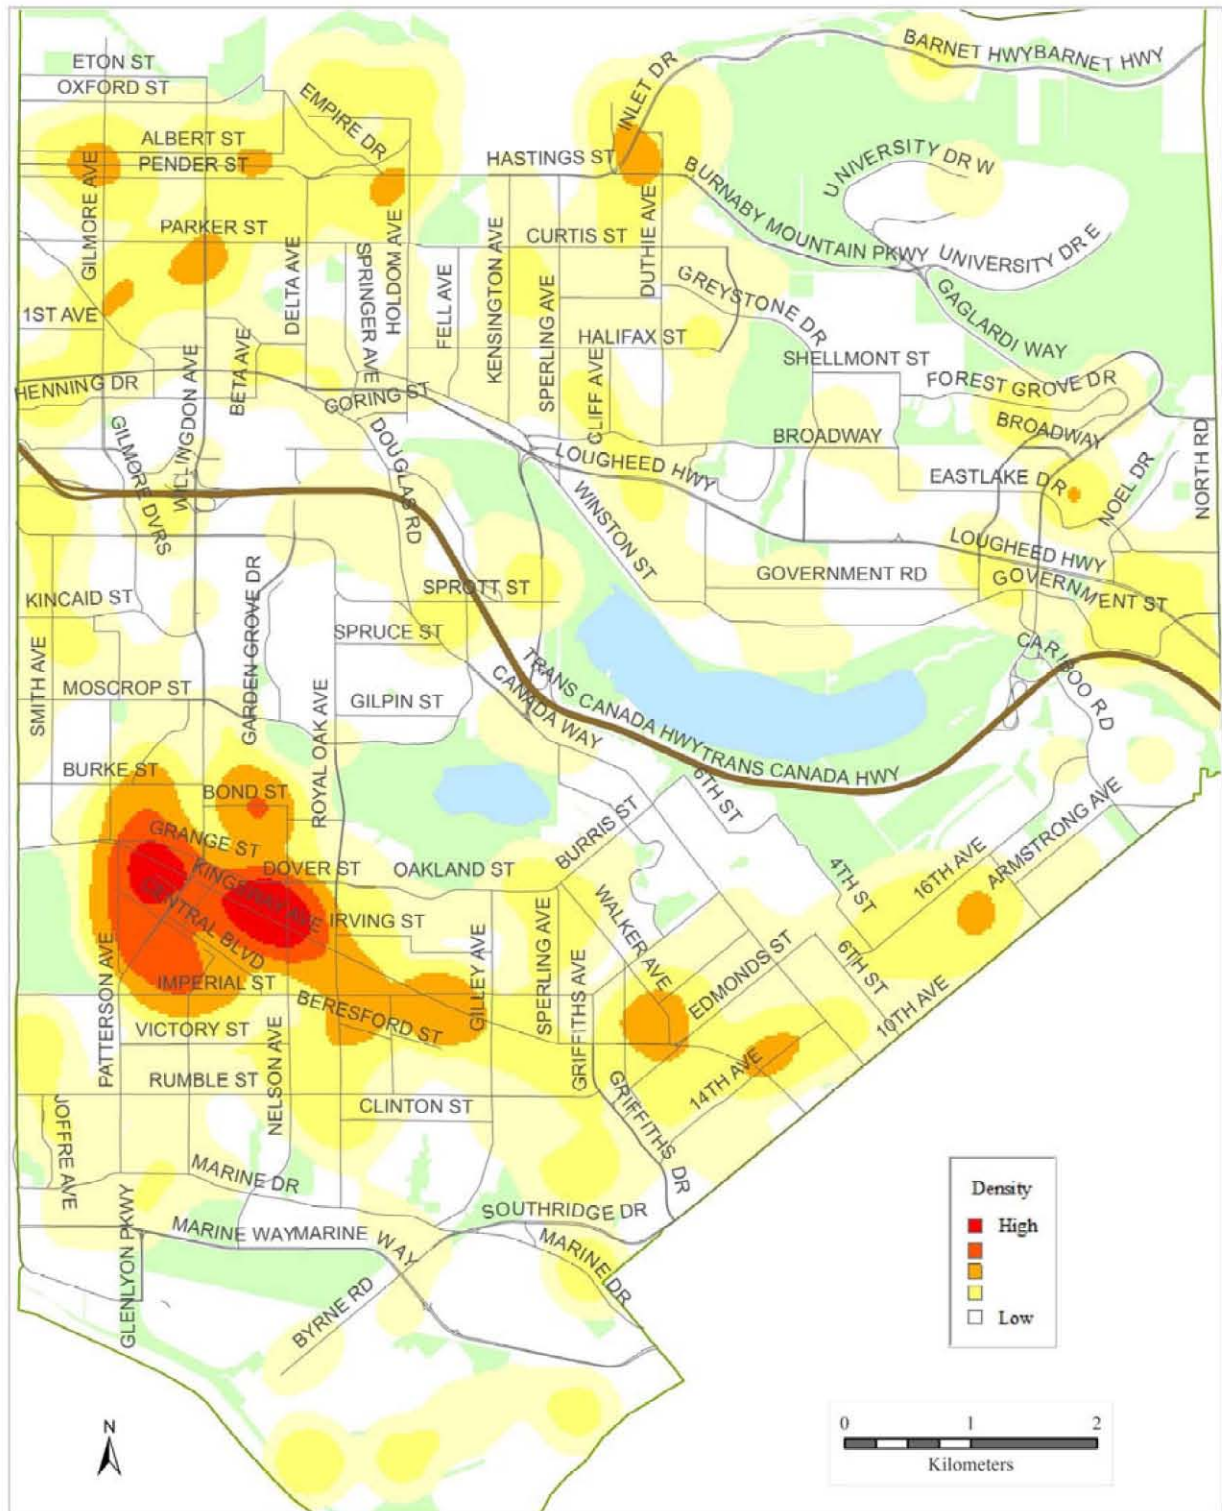 BARNET HWYBARNET HWY
INLET DR
ETON ST
OXFORD ST
EMPIRE DR
ALBERT ST
PENDER ST
HASTINGS ST
UNIVERSITY DR W
GILMORE AVE
BURNABY MOUNTAIN PKWY
PARKER ST
CURTIS ST
DUTHIE AVE
UNIVERSITY DR E
DELTA AVE
SPRINGER AVE
HOLDOM AVE
FELL AVE
KENSINGTON AVE
SPERLING AVE
GREYSTONE DR
GAGLARDI WAY
1ST AVE
HALIFAX ST
SHELLMONT ST
WILLINGDON AVE
BETA AVE
HENNING DR
GORING ST
CLIFF AVE
FOREST GROVE DR
GILMORE DVRS
DOUGLAS RD
BROADWAY
BROADWAY
NORTH RD
LOUGHEED HWY
EASTLAKE DR
NOEL DR
WINSTON ST
LOUGHEED HWY
KINCAID ST
GARDEN GROVE DR
SPROTT ST
GOVERNMENT RD
GOVERNMENT ST
SPRUCE ST
SMITH AVE
CARIBOO RD
MOSCROP ST
ROYAL OAK AVE
GILPIN ST
TRANS CANADA HWYTRANS CANADA HWY
CANADA WAY
BURKE ST
BOND ST
6TH ST
GRANGE ST
DOVER ST
OAKLAND ST
BURRIS ST
ARMSTRONG AVE
16TH AVE
4TH ST
KINGSWAY AVE
CENTRAL BLVD
IRVING ST
WALKER AVE
PATTERSON AVE
GILLEY AVE
SPERLING AVE
GRIFFITHS AVE
EDMONDS ST
6TH ST
10TH AVE
IMPERIAL ST
BERESFORD ST
VICTORY ST
NELSON AVE
RUMBLE ST
14TH AVE
CLINTON ST
GRIFFITHS DR
JOFFRE AVE
MARINE DR
GLENLYON PKWY
MARINE WAYMARINE WAY
SOUTHRIDGE DR
MARINE DR
BYRNE RD
Density
High
Low
N
0 1 2
Kilometers